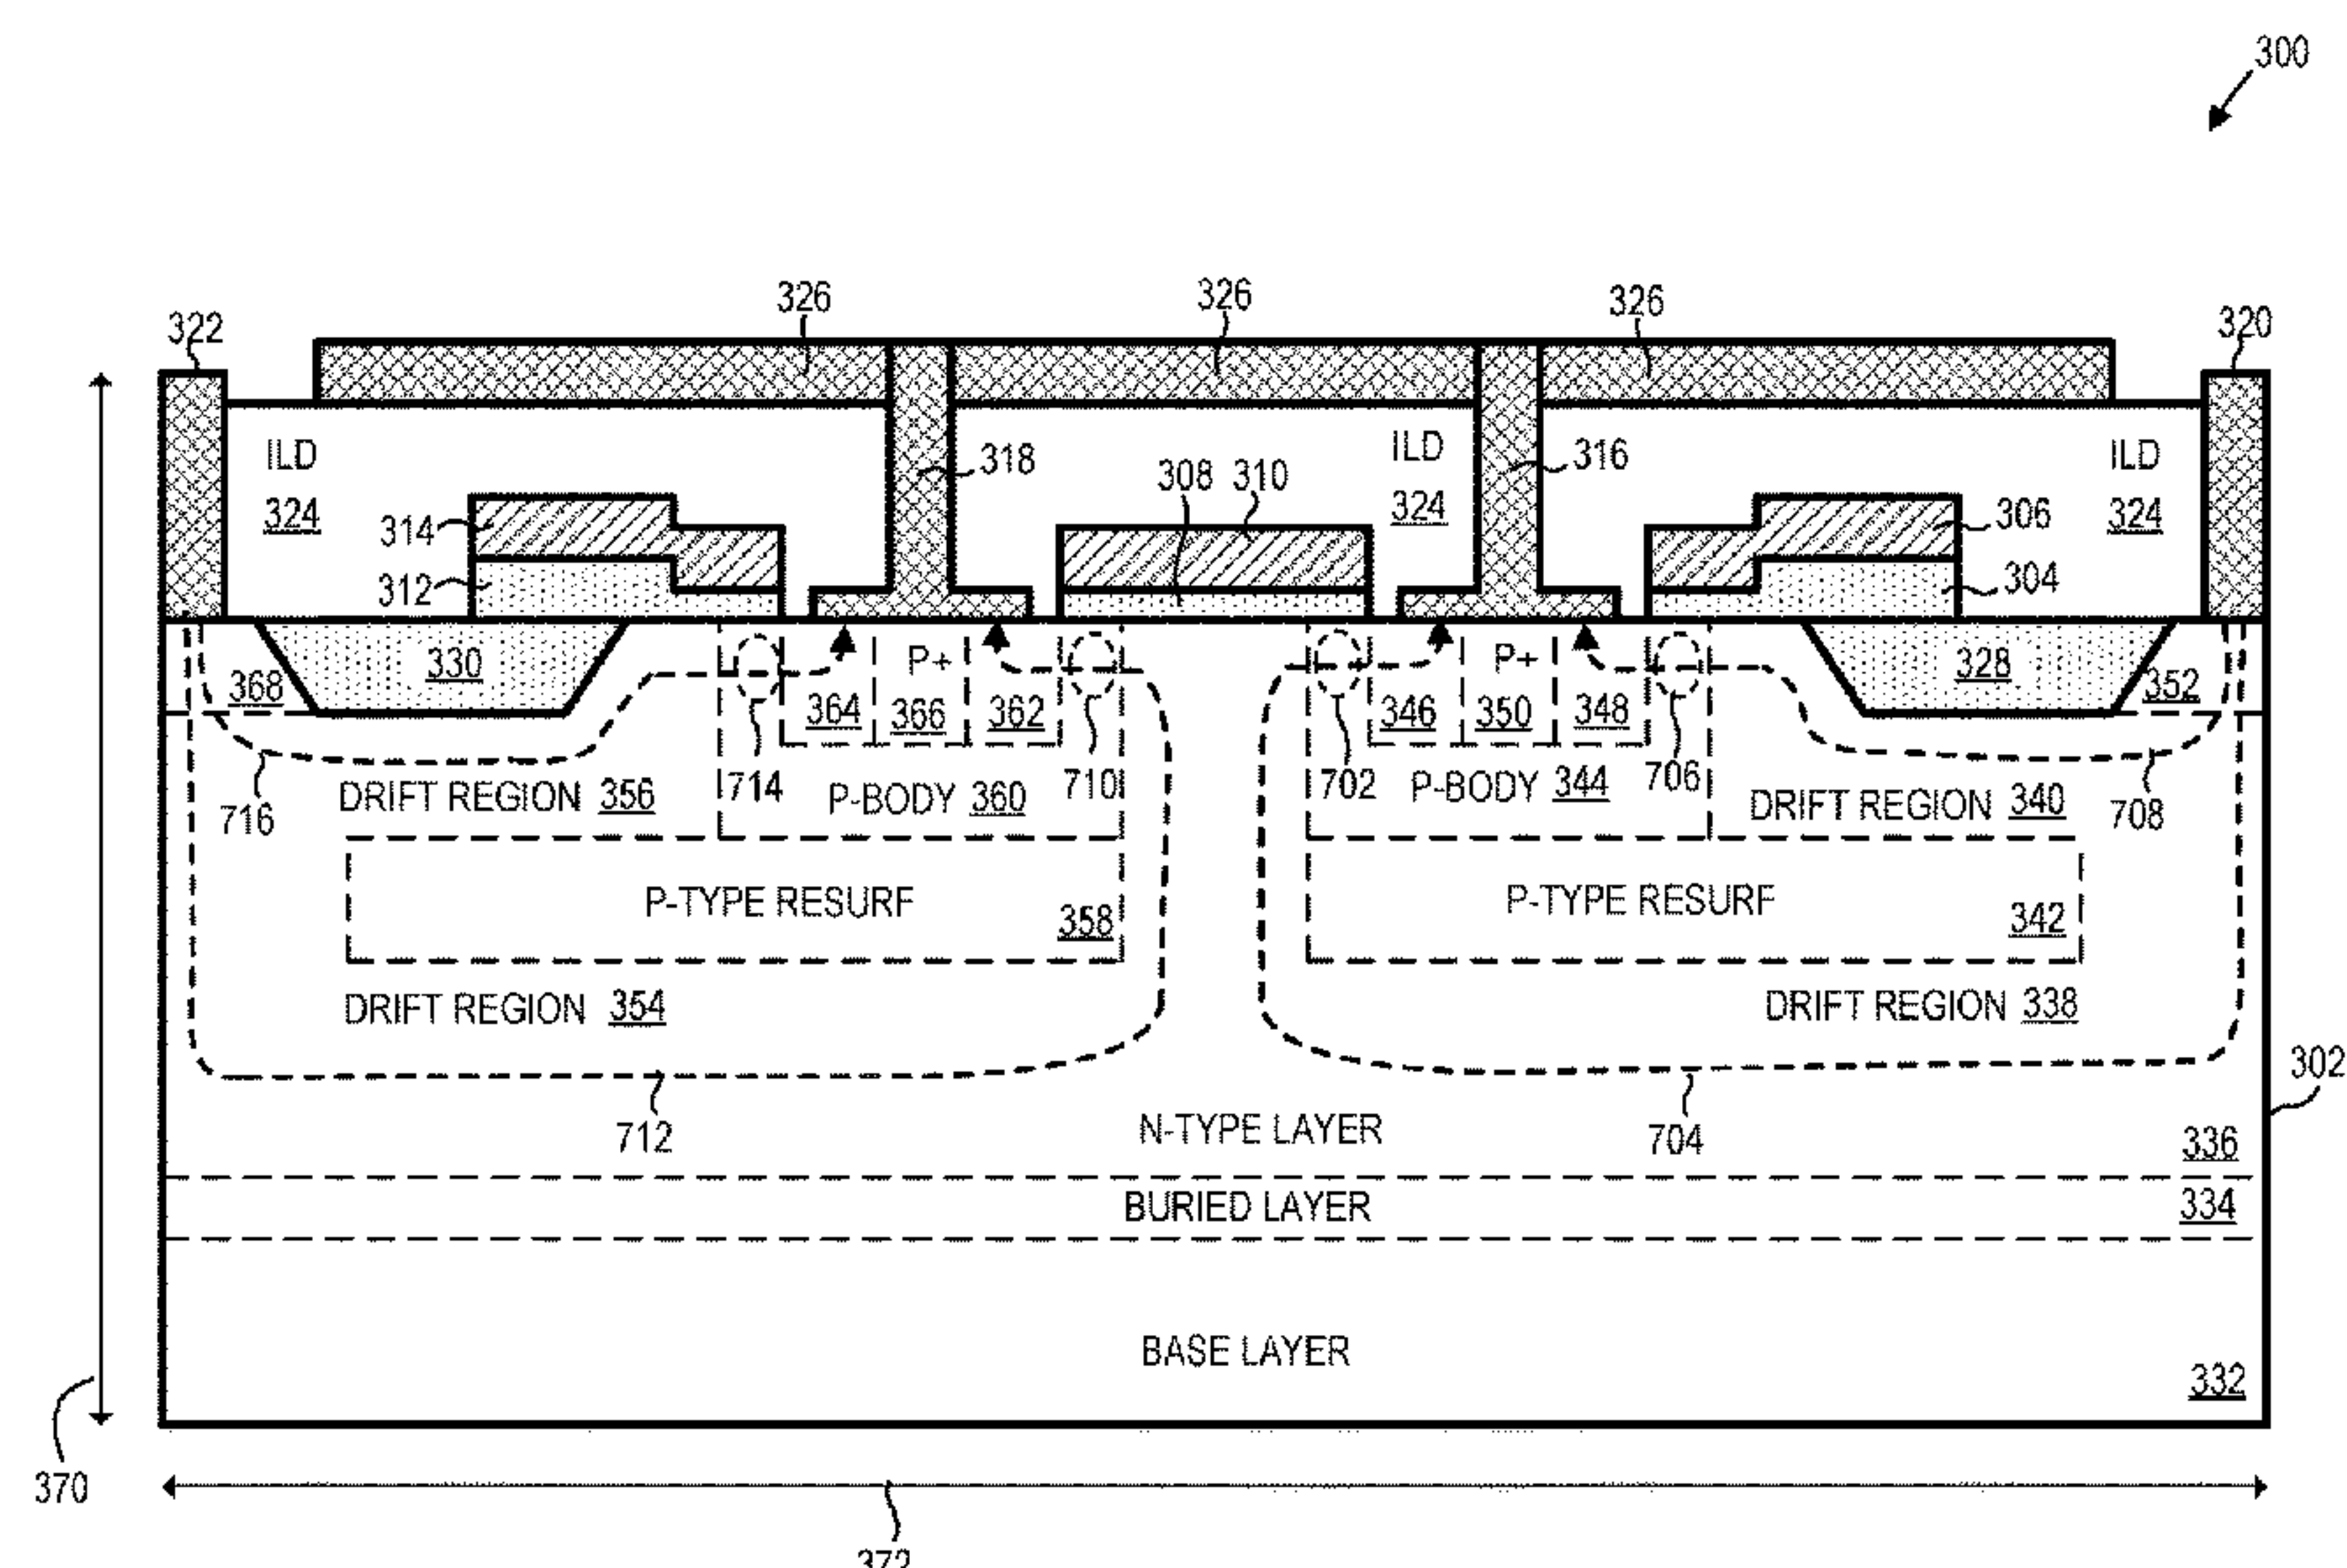 300
326 326 326
322 320
ILD ILD ILD
318 316
308 310
324 324 324
314 306
312 304
330 P+ P+ 328
368 352
364 366 362 346 350 348
714 710 702 706
DRIFT REGION 356 P-BODY 360 P-BODY 344 DRIFT REGION 340
716 708
P-TYPE RESURF P-TYPE RESURF
358 342
DRIFT REGION 354 DRIFT REGION 338
302
712 N-TYPE LAYER 704 336
BURIED LAYER 334
BASE LAYER
332
370
372